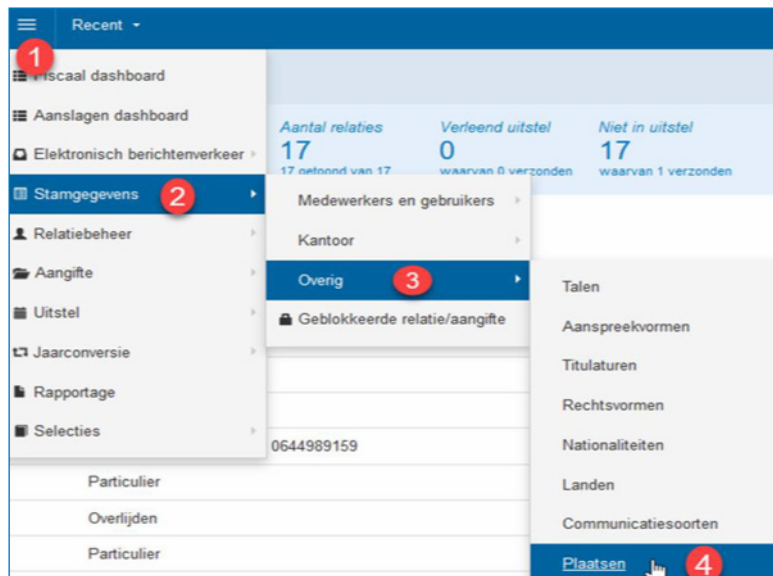 Recent
1
Fiscaal dashboard
Aanslagen dashboard
Elektronisch berichtenverkeer
Stamgegevens 2
Relatiebeheer
Aangifte
Uitstel
Jaarconversie
Rapportage
Selecties
Aantal relaties
17
17 getoond van 17
Verleend uitstel
0
waarvan 0 verzonden
Niet in uitstel
17
waarvan 1 verzonden
Medewerkers en gebruikers
Kantoor
Overig 3
Geblokkeerde relatie/aangifte
Talen
Aanspreekvormen
Titulaturen
Rechtsvormen
Nationaliteiten
Landen
Communicatiesoorten
Plaatsen 4
0644989159
Particulier
Overlijden
Particulier